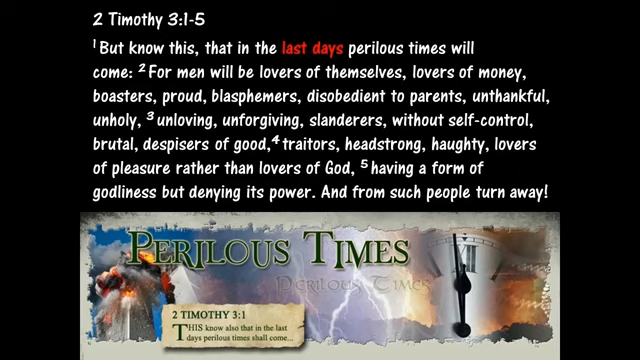 2 Timothy 3:1-5
1 But know this, that in the last days perilous times will
come: 2 For men will be lovers of themselves, lovers of money,
boasters, proud, blasphemers, disobedient to parents, unthankful,
unholy, 3 unloving, unforgiving, slanderers, without self-control,
brutal, despisers of good,4 traitors, headstrong, haughty, lovers
of pleasure rather than lovers of God, 5 having a form of
godliness but denying its power. And from such people turn away!
PERILOUS TIMES
PERILOUS TIMES
2 TIMOTHY 3:1
THIS know also that in the last
days perilous times shall come...